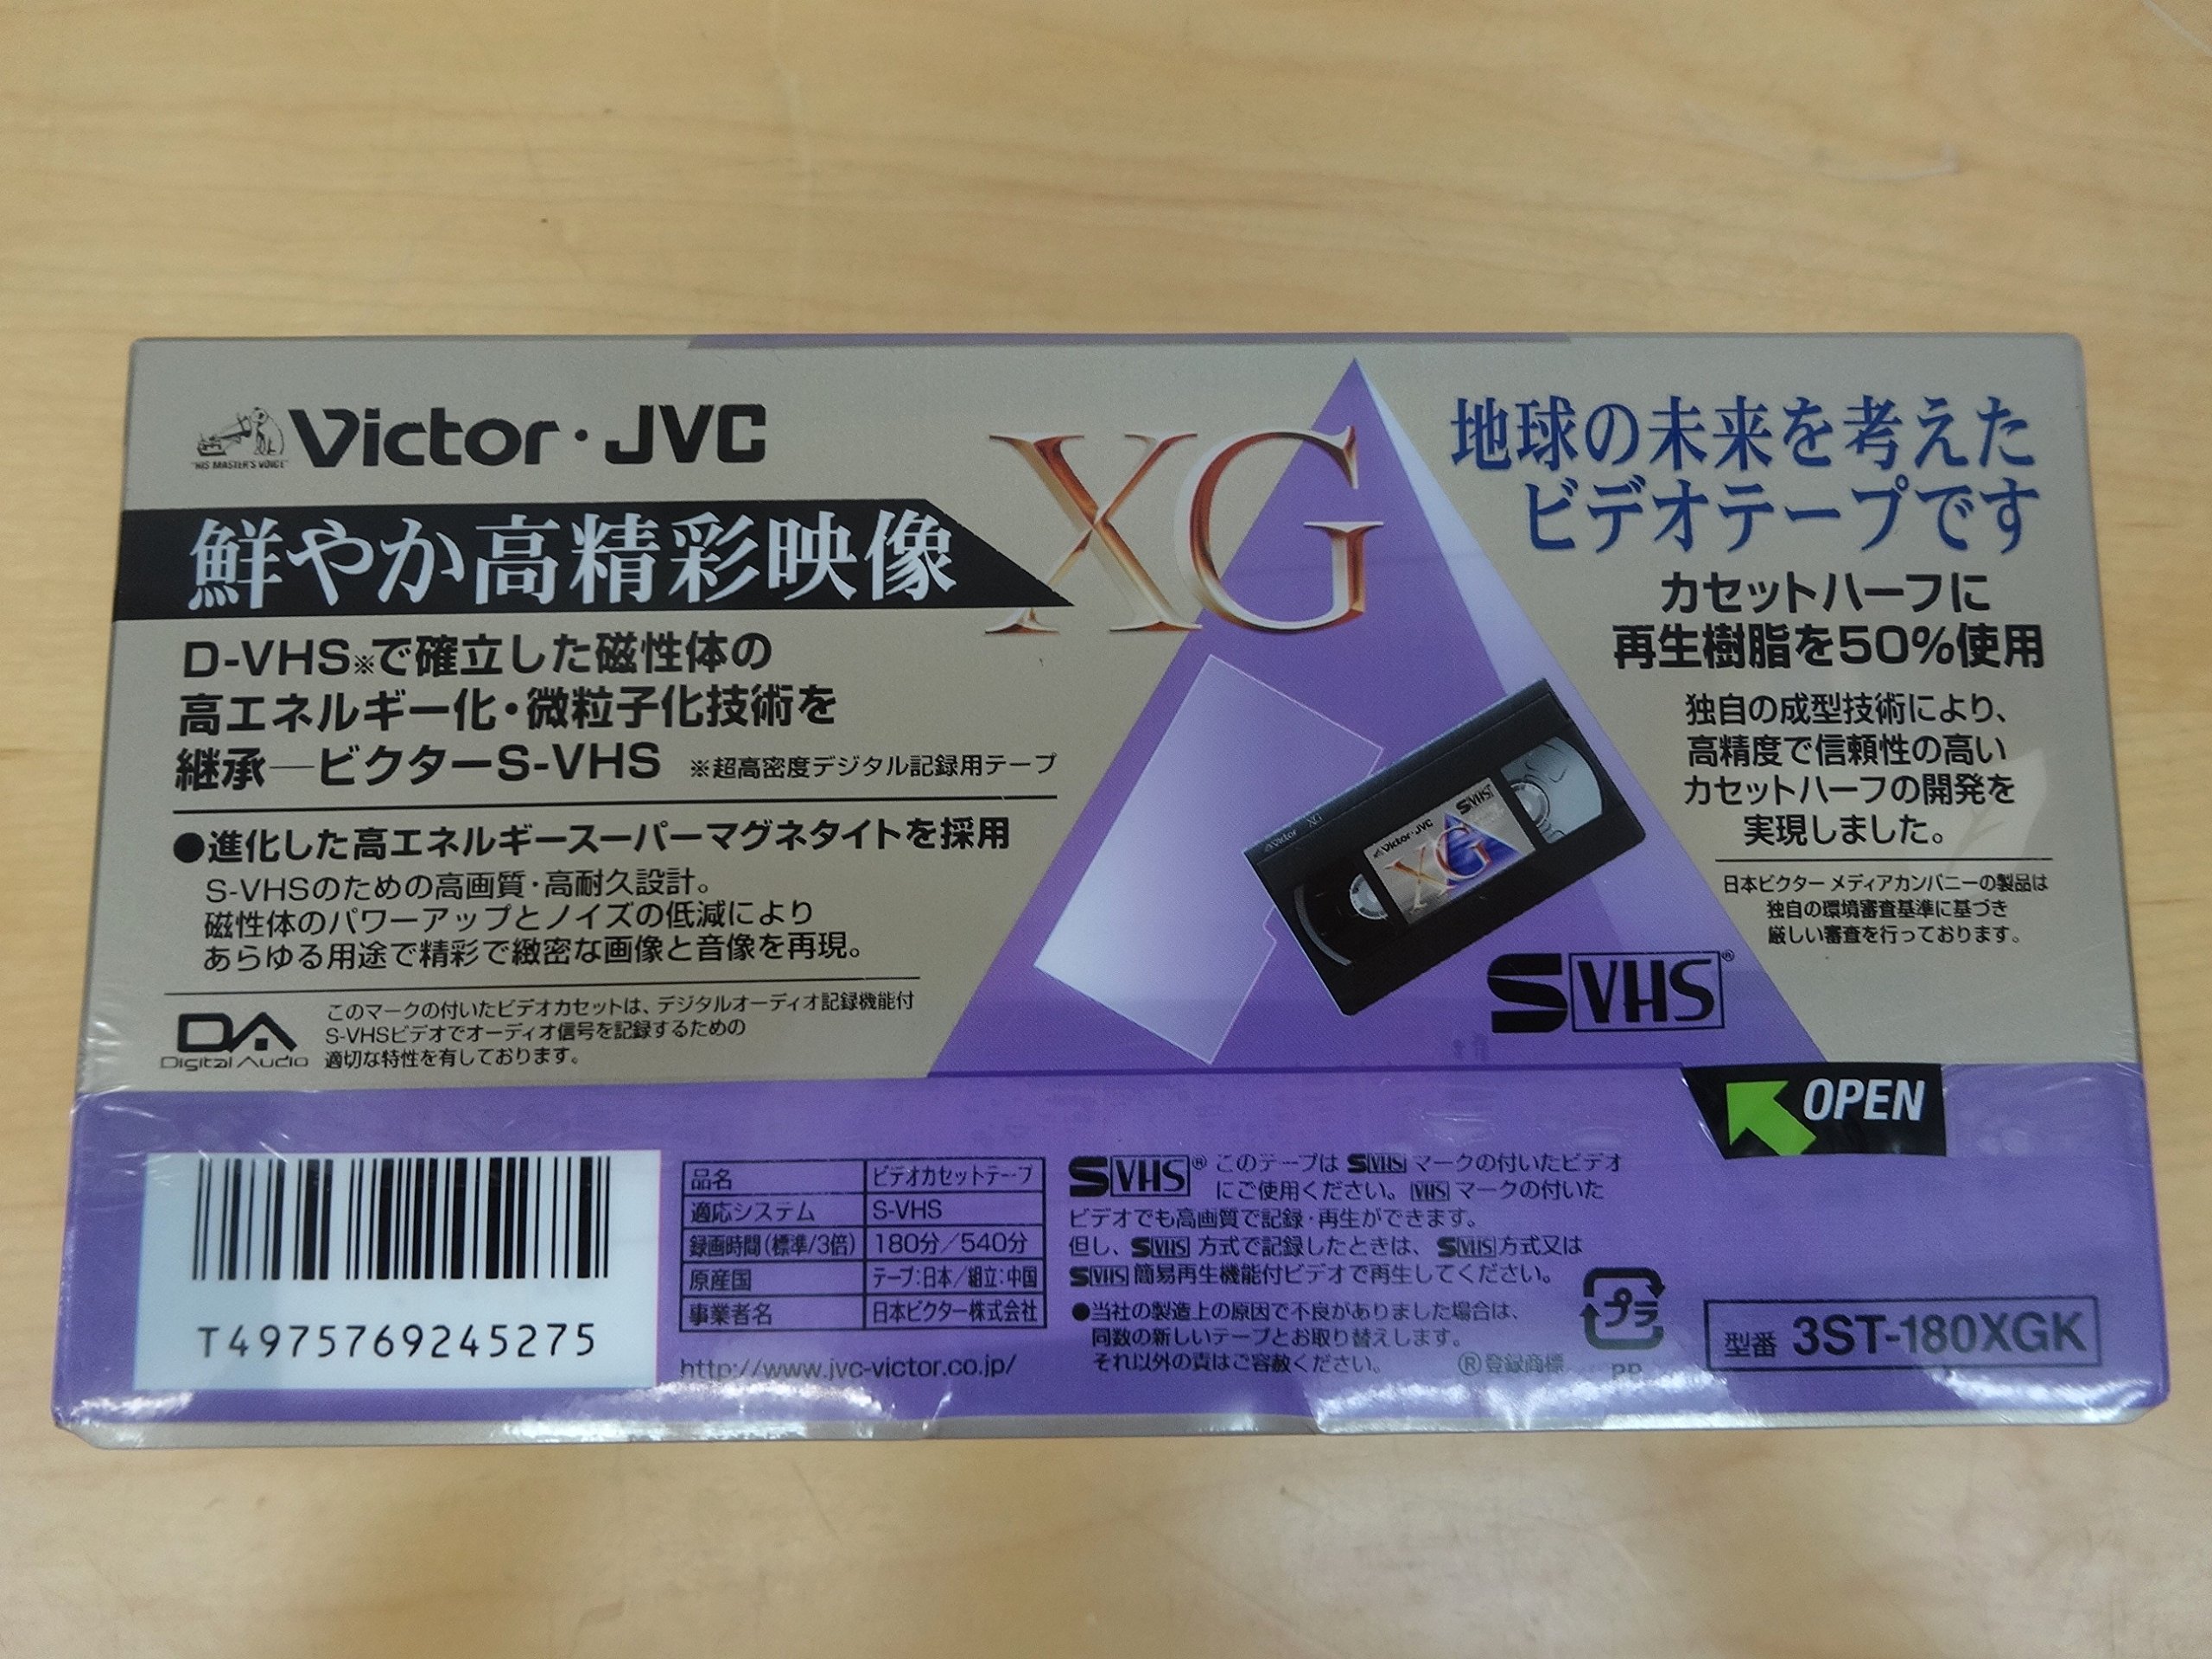 "HIS MASTER'S VOICE"
Victor・JVC
鮮やか高精彩映像
XG
D-VHS※で確立した磁性体の
高エネルギー化・微粒子化技術を
継承―ビクターS-VHS ※超高密度デジタル記録用テープ
●進化した高エネルギースーパーマグネタイトを採用
S-VHSのための高画質・高耐久設計。
磁性体のパワーアップとノイズの低減により
あらゆる用途で精彩で緻密な画像と音像を再現。
DA
Digital Audio
このマークの付いたビデオカセットは、デジタルオーディオ記録機能付
S-VHSビデオでオーディオ信号を記録するための
適切な特性を有しております。
地球の未来を考えた
ビデオテープです
カセットハーフに
再生樹脂を50%使用
独自の成型技術により、
高精度で信頼性の高い
カセットハーフの開発を
実現しました。
日本ビクター メディアカンパニーの製品は
独自の環境審査基準に基づき
厳しい審査を行っております。
Victor XG
Victor・JVC
SVHS
XG
SVHS®
OPEN
T4975769245275
品名 ビデオカセットテープ
適応システム S-VHS
録画時間(標準/3倍) 180分/540分
原産国 テープ:日本/組立:中国
事業者名 日本ビクター株式会社
http://www.jvc-victor.co.jp/
SVHS® このテープは SVHS マークの付いたビデオ
にご使用ください。VHS マークの付いた
ビデオでも高画質で記録・再生ができます。
但し、SVHS 方式で記録したときは、SVHS方式又は
SVHS 簡易再生機能付ビデオで再生してください。
●当社の製造上の原因で不良がありました場合は、
同数の新しいテープとお取り替えします。
それ以外の責はご容赦ください。 ®登録商標
プラ
PP
型番 3ST-180XGK